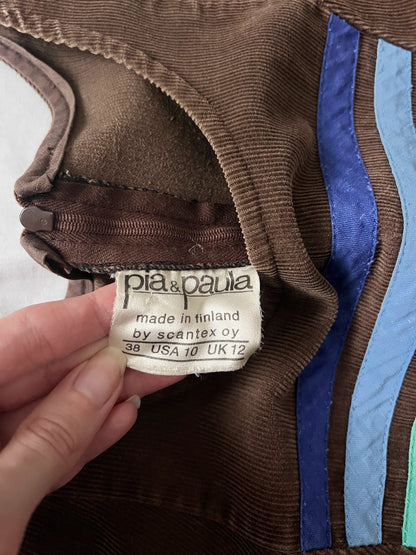 pia & paula
made in finland
by scantex oy
38 USA 10 UK 12